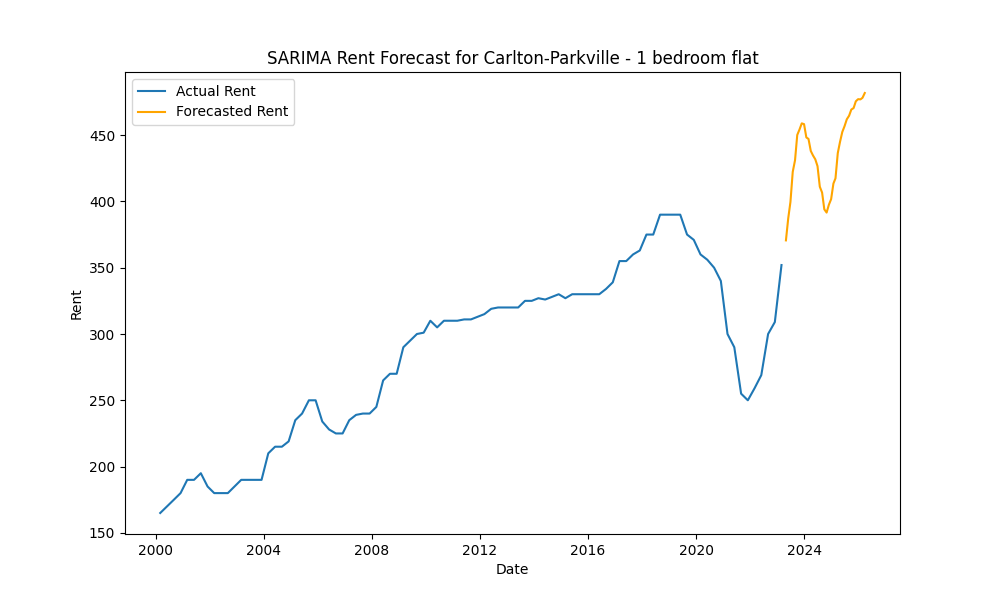 SARIMA Rent Forecast for Carlton-Parkville - 1 bedroom flat
Actual Rent
Forecasted Rent
450
400
350
300
250
200
150
Rent
2000 2004 2008 2012 2016 2020 2024
Date